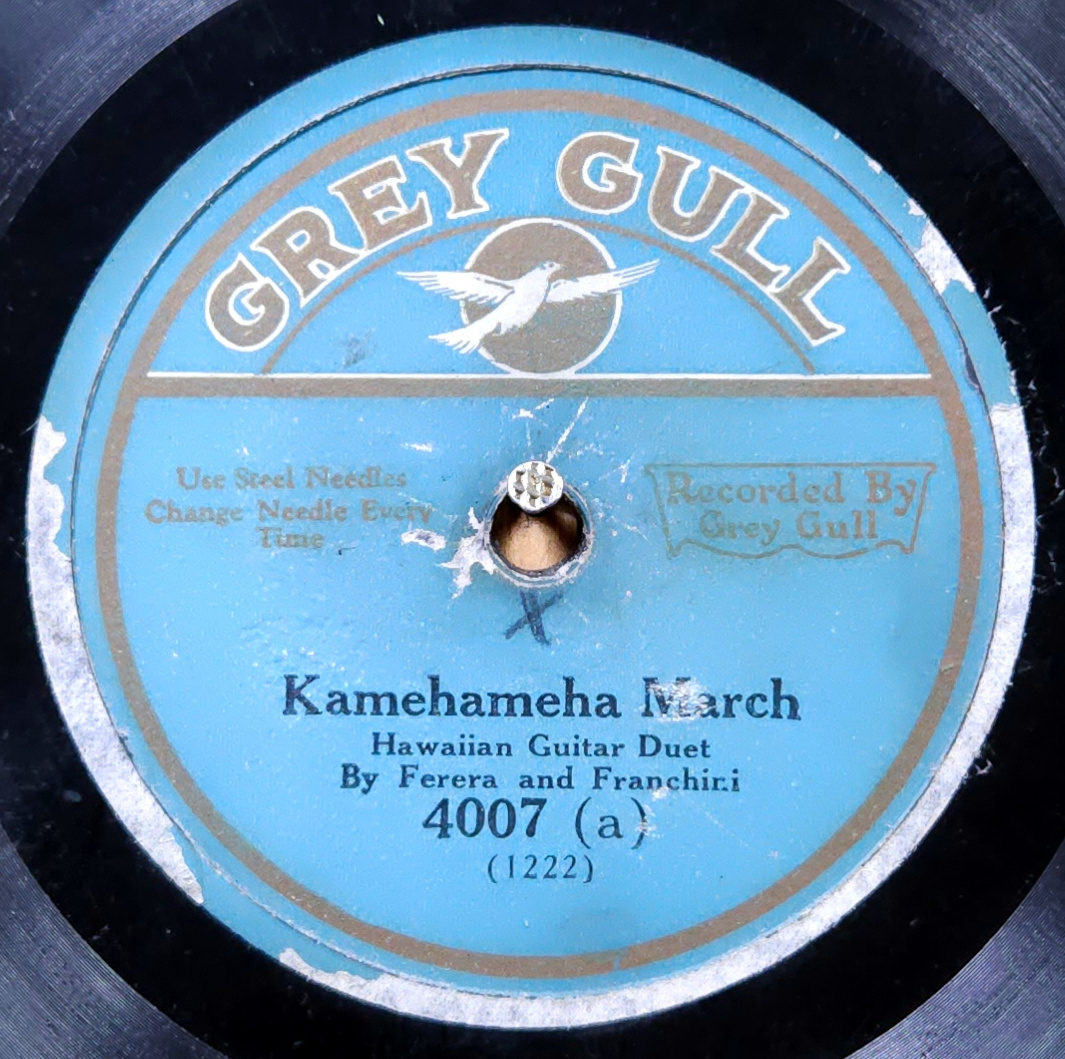 GREY GULL
Use Steel Needles
Change Needle Every
Time
Recorded By
Grey Gull
X
Kamehameha March
Hawaiian Guitar Duet
By Ferera and Franchini
4007 (a)
(1222)